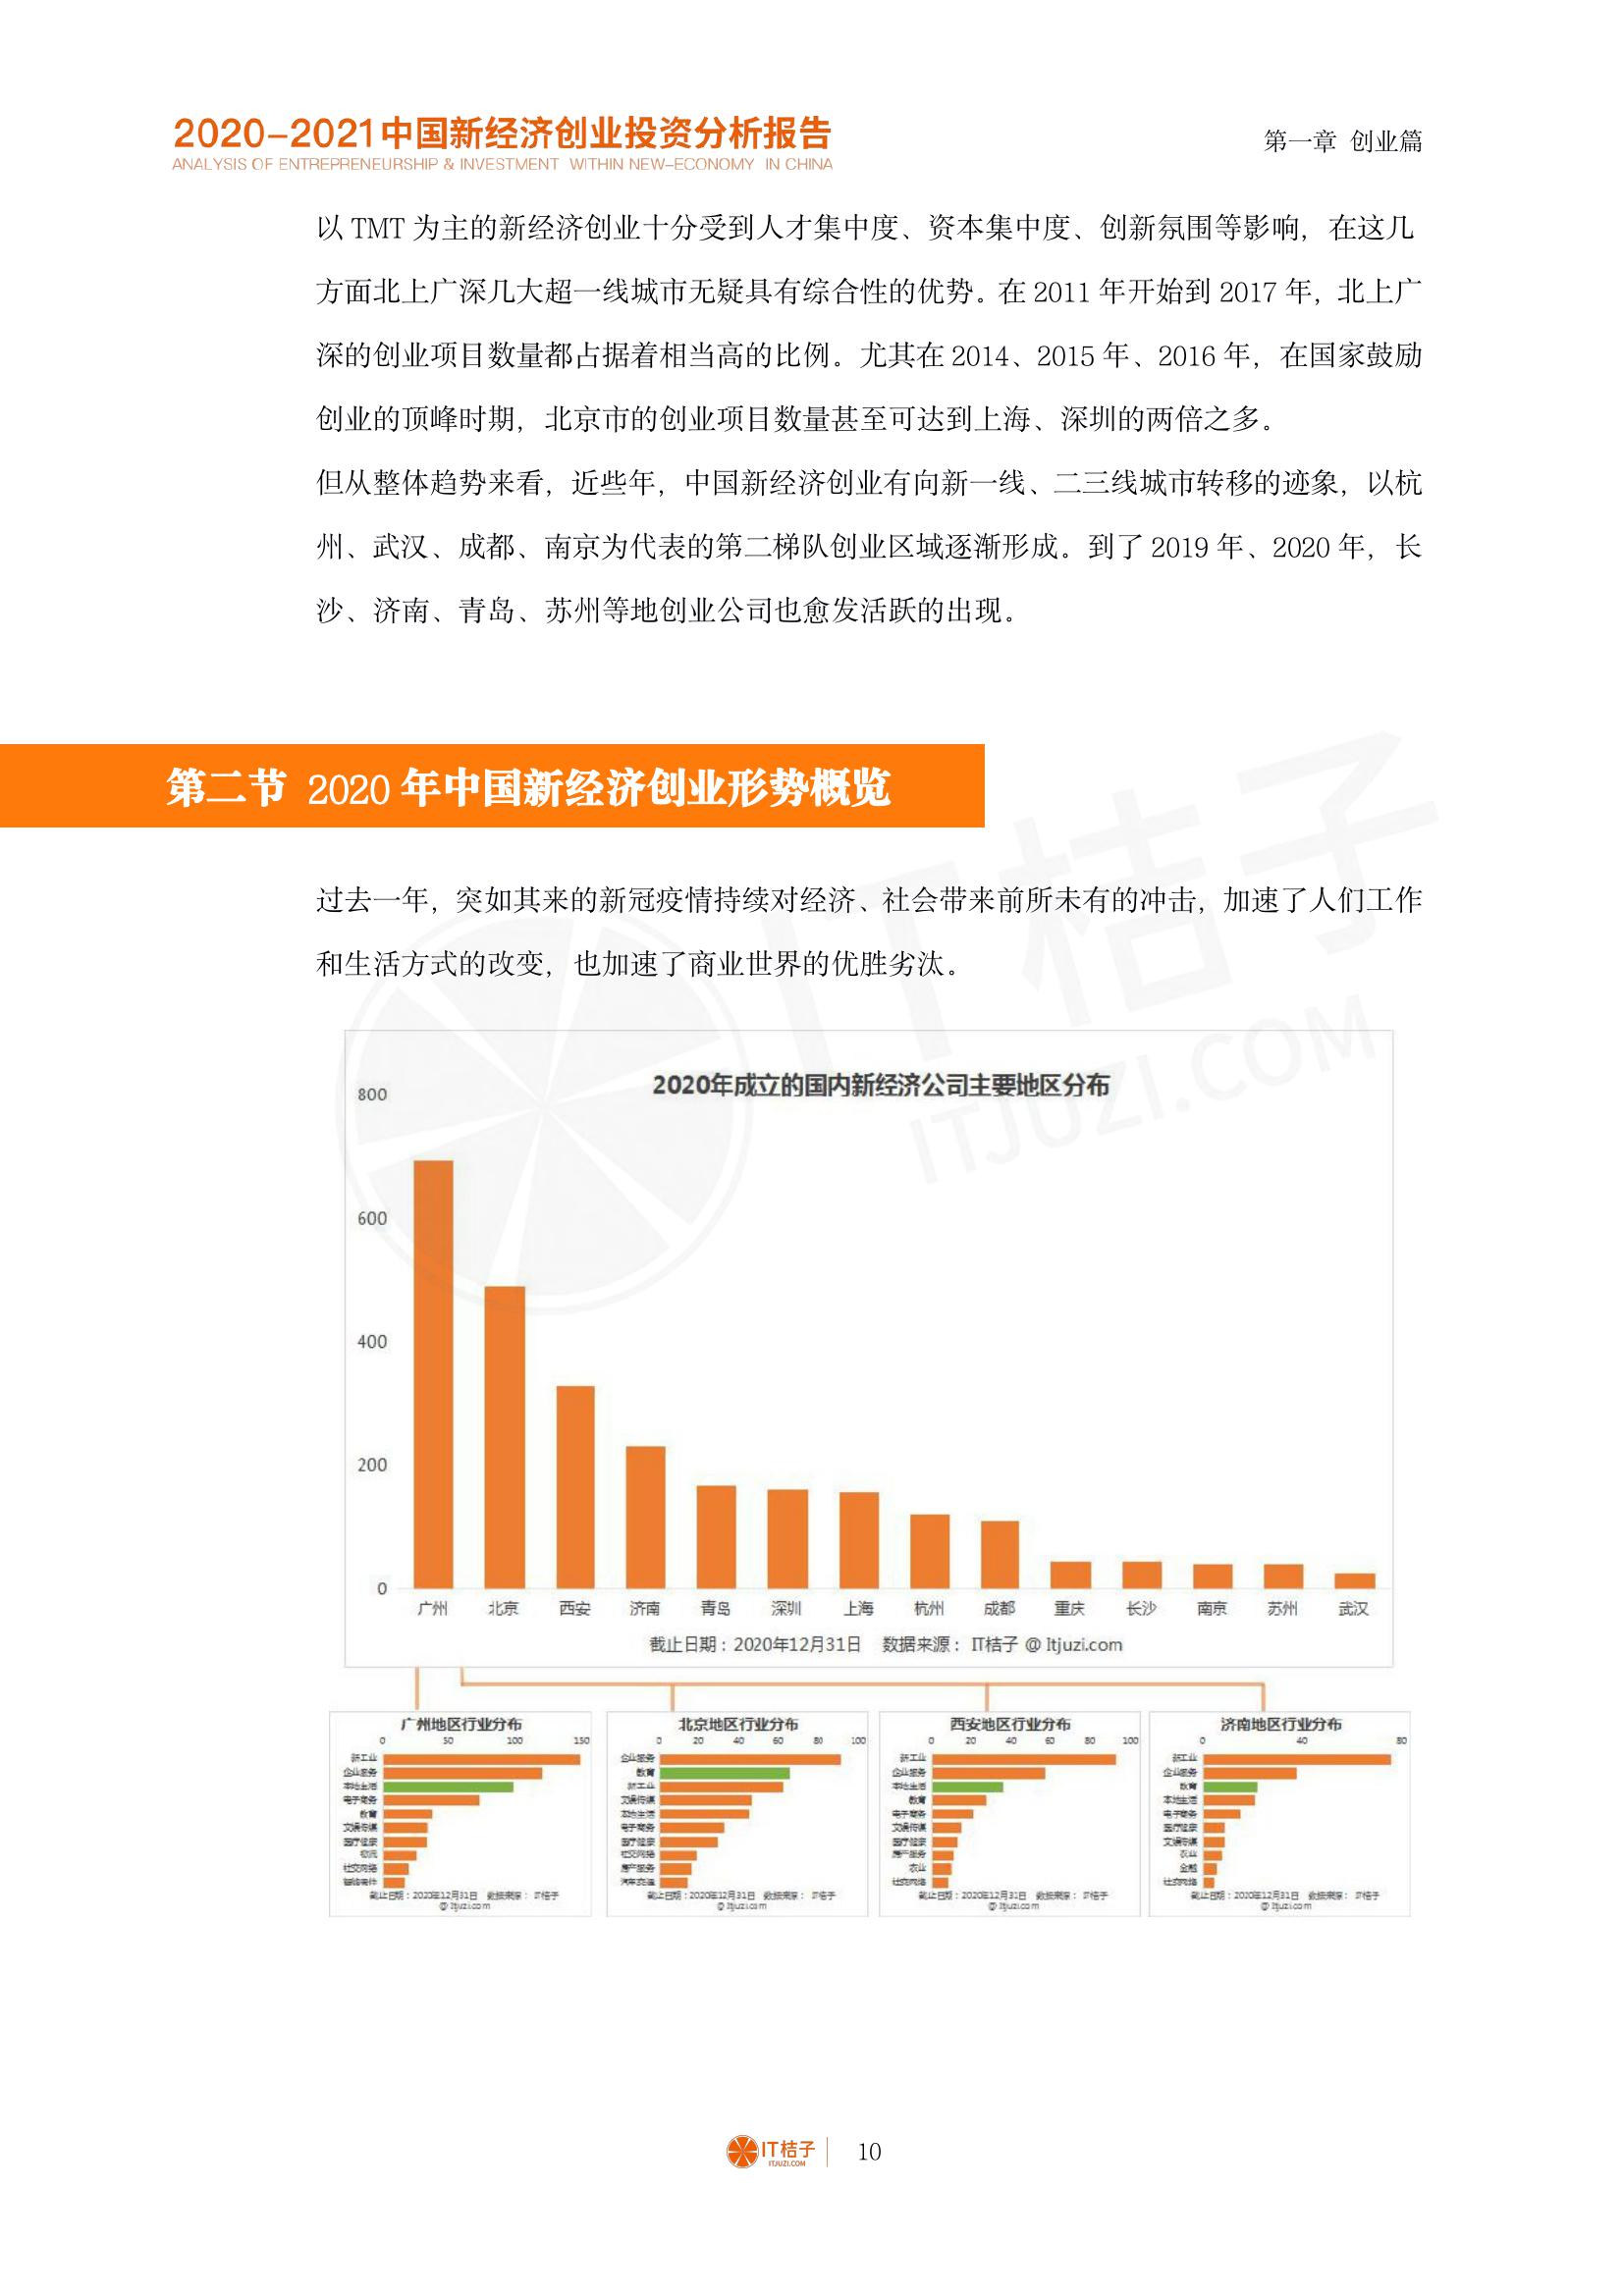 2020-2021中国新经济创业投资分析报告
ANALYSIS OF ENTREPRENEURSHIP & INVESTMENT WITHIN NEW-ECONOMY IN CHINA
第一章 创业篇
以 TMT 为主的新经济创业十分受到人才集中度、资本集中度、创新氛围等影响，在这几
方面北上广深几大超一线城市无疑具有综合性的优势。在 2011 年开始到 2017 年，北上广
深的创业项目数量都占据着相当高的比例。尤其在 2014、2015 年、2016 年，在国家鼓励
创业的顶峰时期，北京市的创业项目数量甚至可达到上海、深圳的两倍之多。
但从整体趋势来看，近些年，中国新经济创业有向新一线、二三线城市转移的迹象，以杭
州、武汉、成都、南京为代表的第二梯队创业区域逐渐形成。到了 2019 年、2020 年，长
沙、济南、青岛、苏州等地创业公司也愈发活跃的出现。
第二节 2020 年中国新经济创业形势概览
过去一年，突如其来的新冠疫情持续对经济、社会带来前所未有的冲击，加速了人们工作
和生活方式的改变，也加速了商业世界的优胜劣汰。
IT桔子
ITJUZI.COM
2020年成立的国内新经济公司主要地区分布
800
600
400
200
0
广州 北京 西安 济南 青岛 深圳 上海 杭州 成都 重庆 长沙 南京 苏州 武汉
截止日期：2020年12月31日 数据来源：IT桔子 @ Itjuzi.com
广州地区行业分布
0 50 100 150
新工业
企业服务
本地生活
电子商务
教育
文娱传媒
医疗健康
物流
社交网络
智能硬件
截止日期：2020年12月31日 数据来源：IT桔子
@ Itjuzi.com
北京地区行业分布
0 20 40 60 80 100
企业服务
教育
新工业
文娱传媒
本地生活
电子商务
医疗健康
社交网络
房产服务
汽车交通
截止日期：2020年12月31日 数据来源：IT桔子
@ Itjuzi.com
西安地区行业分布
0 20 40 60 80 100
新工业
企业服务
本地生活
教育
电子商务
文娱传媒
医疗健康
房产服务
农业
社交网络
截止日期：2020年12月31日 数据来源：IT桔子
@ Itjuzi.com
济南地区行业分布
0 40 80
新工业
企业服务
教育
本地生活
电子商务
医疗健康
文娱传媒
农业
金融
社交网络
截止日期：2020年12月31日 数据来源：IT桔子
@ Itjuzi.com
IT桔子
ITJUZI.COM
10